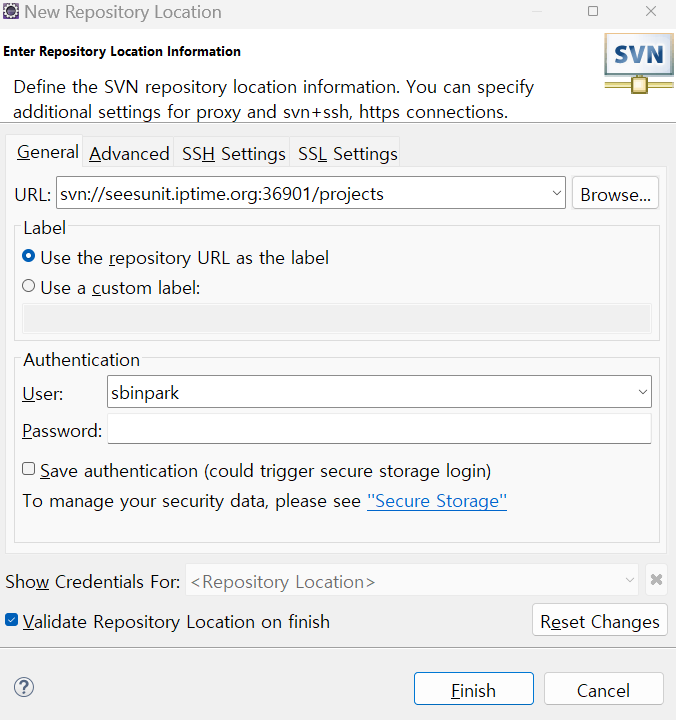 New Repository Location
Enter Repository Location Information
SVN
Define the SVN repository location information. You can specify
additional settings for proxy and svn+ssh, https connections.
General Advanced SSH Settings SSL Settings
URL: svn://seesunit.iptime.org:36901/projects Browse...
Label
Use the repository URL as the label
Use a custom label:
Authentication
User: sbinpark
Password:
Save authentication (could trigger secure storage login)
To manage your security data, please see "Secure Storage"
Show Credentials For: <Repository Location>
Validate Repository Location on finish Reset Changes
? Finish Cancel